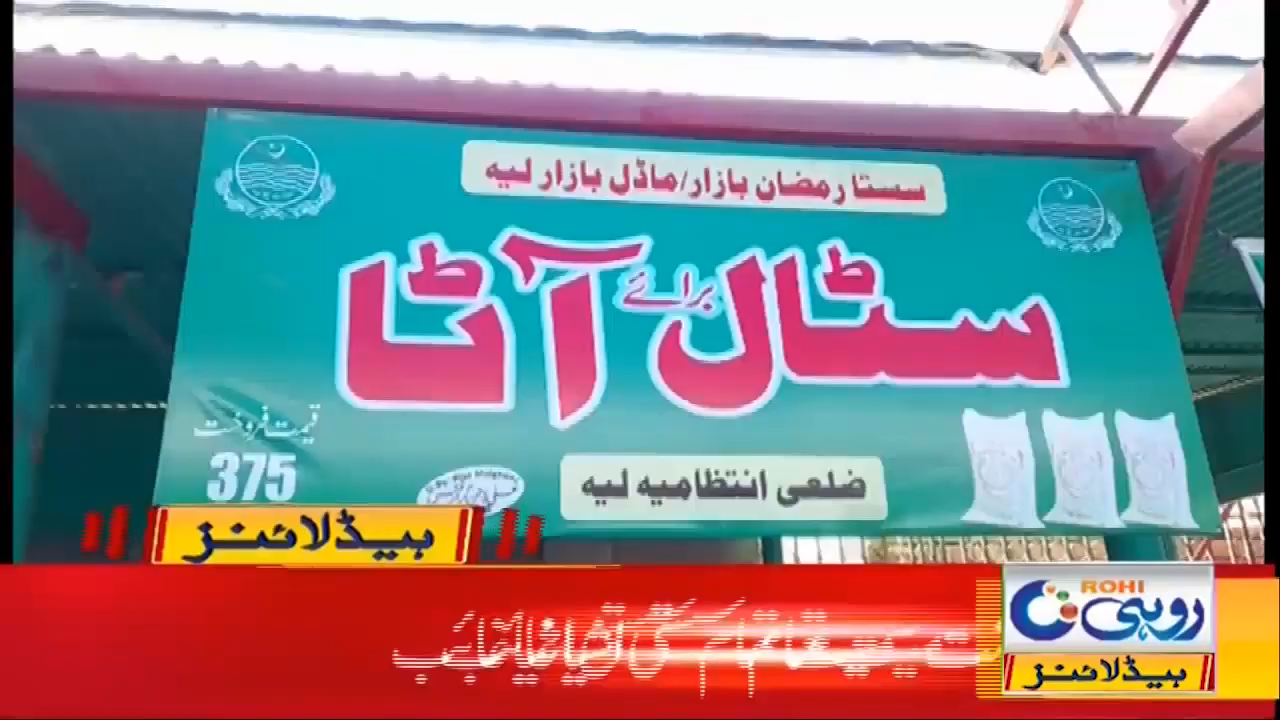 سستا رمضان بازار/ماڈل بازار لیہ
سٹال برائے آٹا
قیمت فروخت
375
ضلعی انتظامیہ لیہ
ہیڈلائنز
ROHI
روہی
ہیڈلائنز